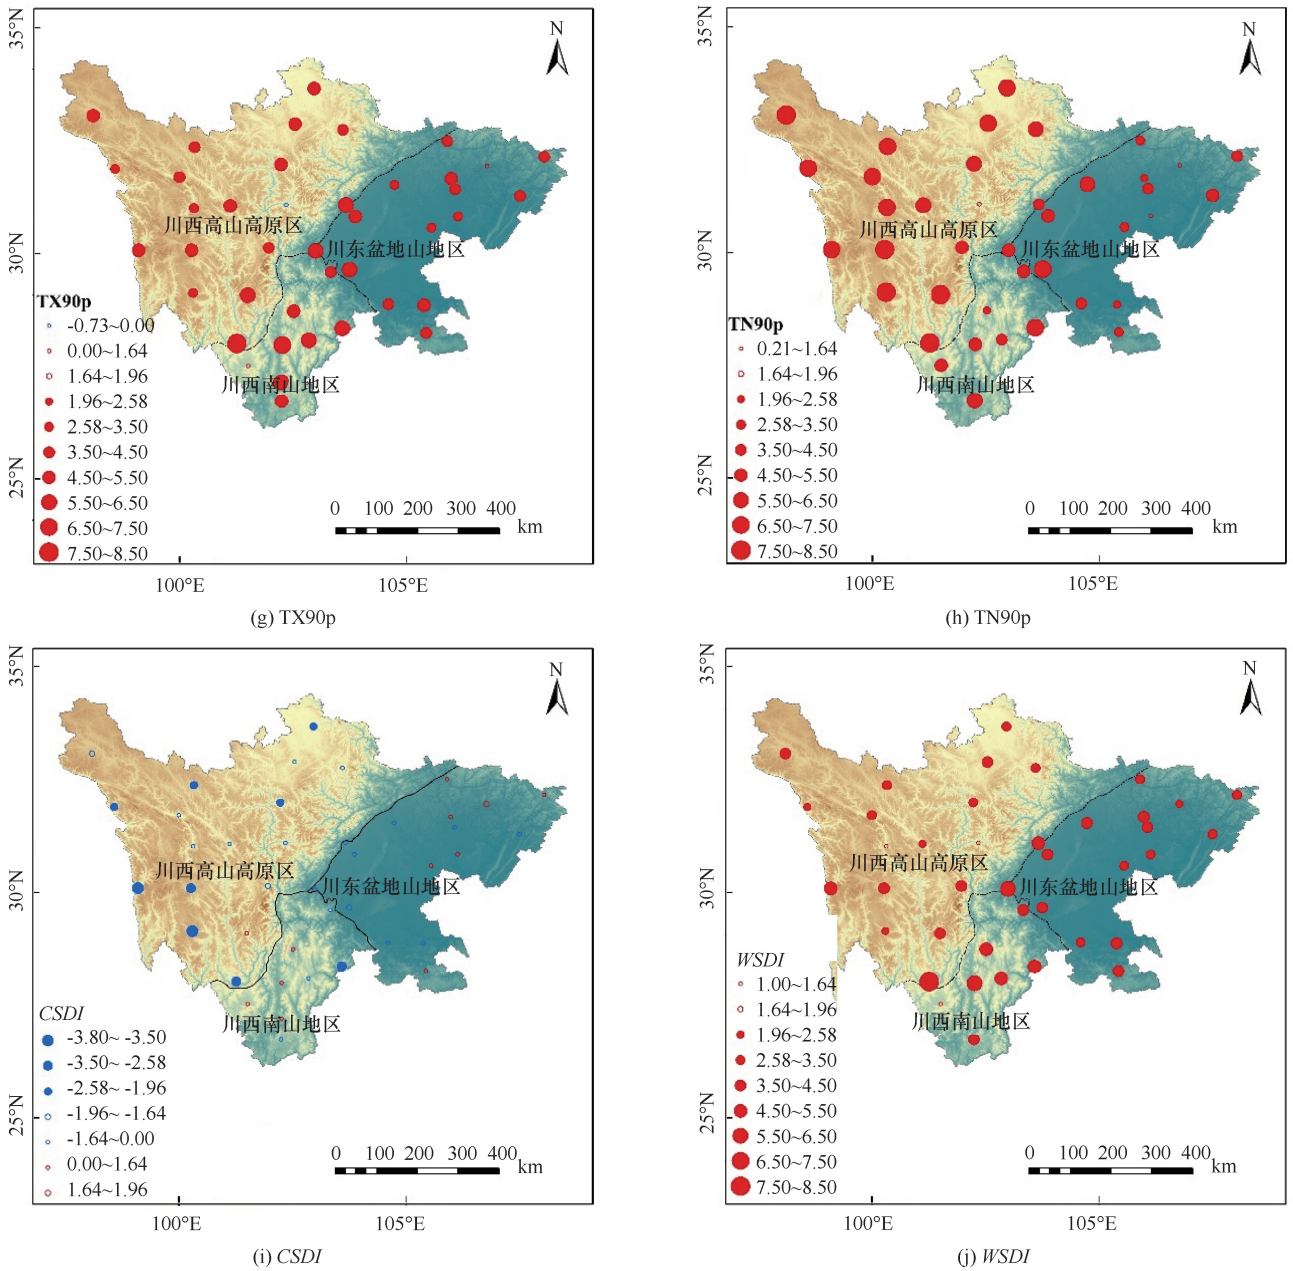 35°N
30°N
25°N
N
川西高山高原区
川东盆地山地区
川西南山地区
TX90p
-0.73~0.00
0.00~1.64
1.64~1.96
1.96~2.58
2.58~3.50
3.50~4.50
4.50~5.50
5.50~6.50
6.50~7.50
7.50~8.50
0 100 200 300 400
km
100°E 105°E
(g) TX90p
35°N
30°N
25°N
N
川西高山高原区
川东盆地山地区
川西南山地区
TN90p
0.21~1.64
1.64~1.96
1.96~2.58
2.58~3.50
3.50~4.50
4.50~5.50
5.50~6.50
6.50~7.50
7.50~8.50
0 100 200 300 400
km
100°E 105°E
(h) TN90p
35°N
30°N
25°N
N
川西高山高原区
川东盆地山地区
川西南山地区
CSDI
-3.80~ -3.50
-3.50~ -2.58
-2.58~ -1.96
-1.96~ -1.64
-1.64~0.00
0.00~1.64
1.64~1.96
0 100 200 300 400
km
100°E 105°E
(i) CSDI
35°N
30°N
25°N
N
川西高山高原区
川东盆地山地区
川西南山地区
WSDI
1.00~1.64
1.64~1.96
1.96~2.58
2.58~3.50
3.50~4.50
4.50~5.50
5.50~6.50
6.50~7.50
7.50~8.50
0 100 200 300 400
km
100°E 105°E
(j) WSDI